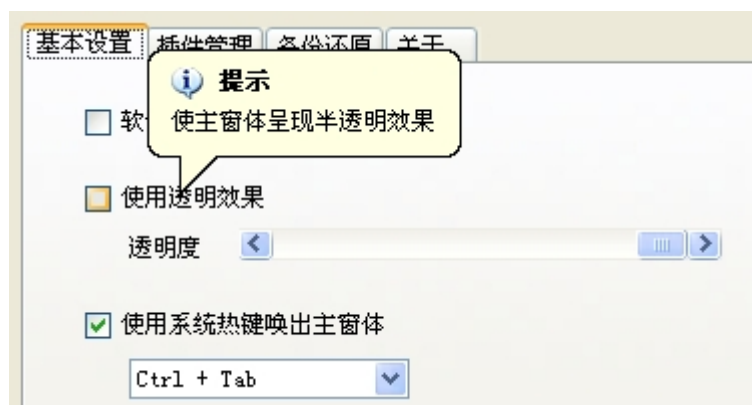 基本设置 插件管理 备份还原 关于
提示
使主窗体呈现半透明效果
软
使用透明效果
透明度
使用系统热键唤出主窗体
Ctrl + Tab